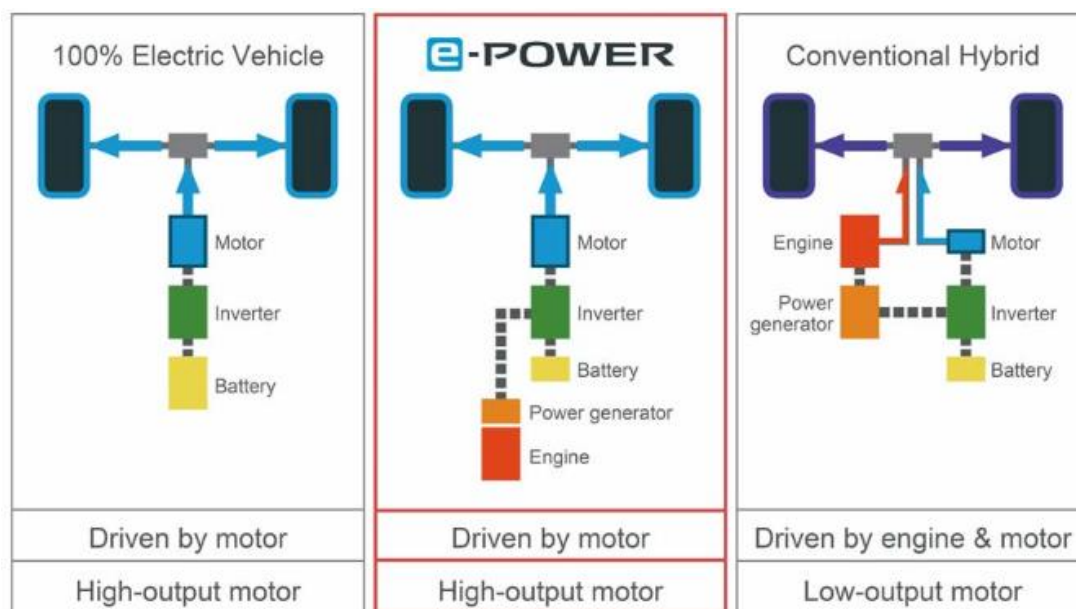 100% Electric Vehicle
Motor
Inverter
Battery
Driven by motor
High-output motor
e-POWER
Motor
Inverter
Battery
Power generator
Engine
Driven by motor
High-output motor
Conventional Hybrid
Engine
Motor
Power
generator
Inverter
Battery
Driven by engine & motor
Low-output motor